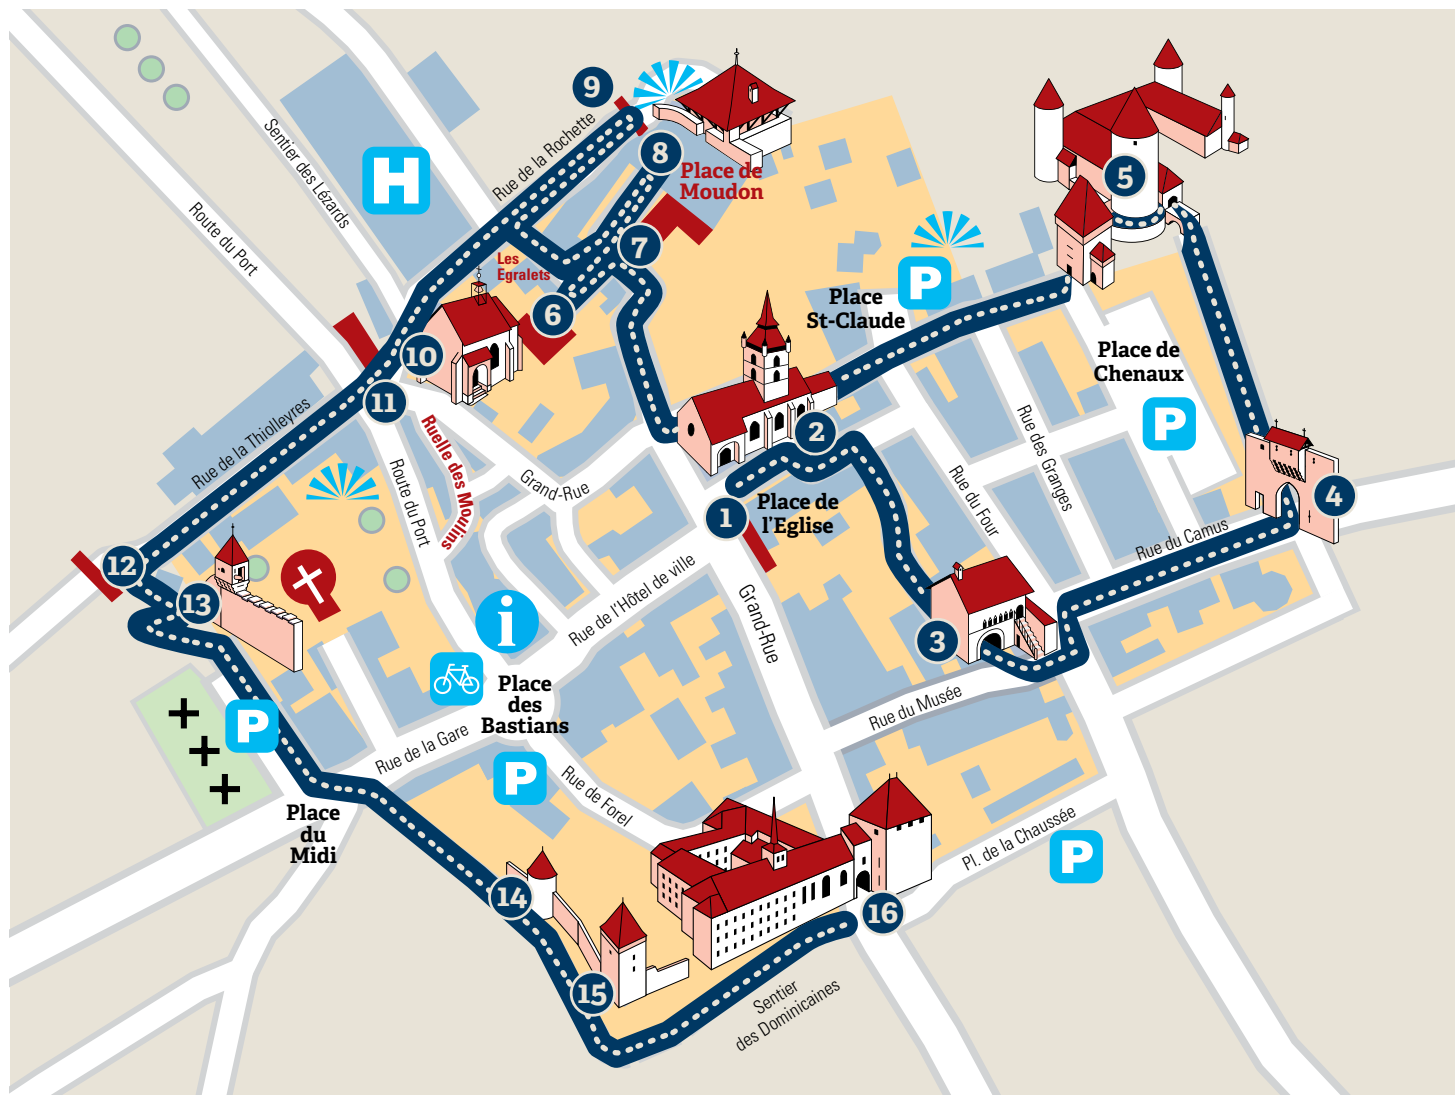 9
Rue de la Rochette
Sentier des Lézards
H
8
Place de
Moudon
5
Route du Port
7
Les
Egralets
P
Place
St-Claude
6
10
Place de
Chenaux
11
Rue de la Thiolleyres
Ruelle des Moulins
2
Rue des Granges
P
Route du Port
Grand-Rue
Rue du Four
4
1
Place de
l'Eglise
Rue du Camus
12
13
i
Rue de l'Hôtel de ville
Grand-Rue
3
Place
des
Bastians
Rue du Musée
P
Rue de la Gare
P
Rue de Forel
Place
du
Midi
Pl. de la Chaussée
P
14
16
15
Sentier
des Dominicaines